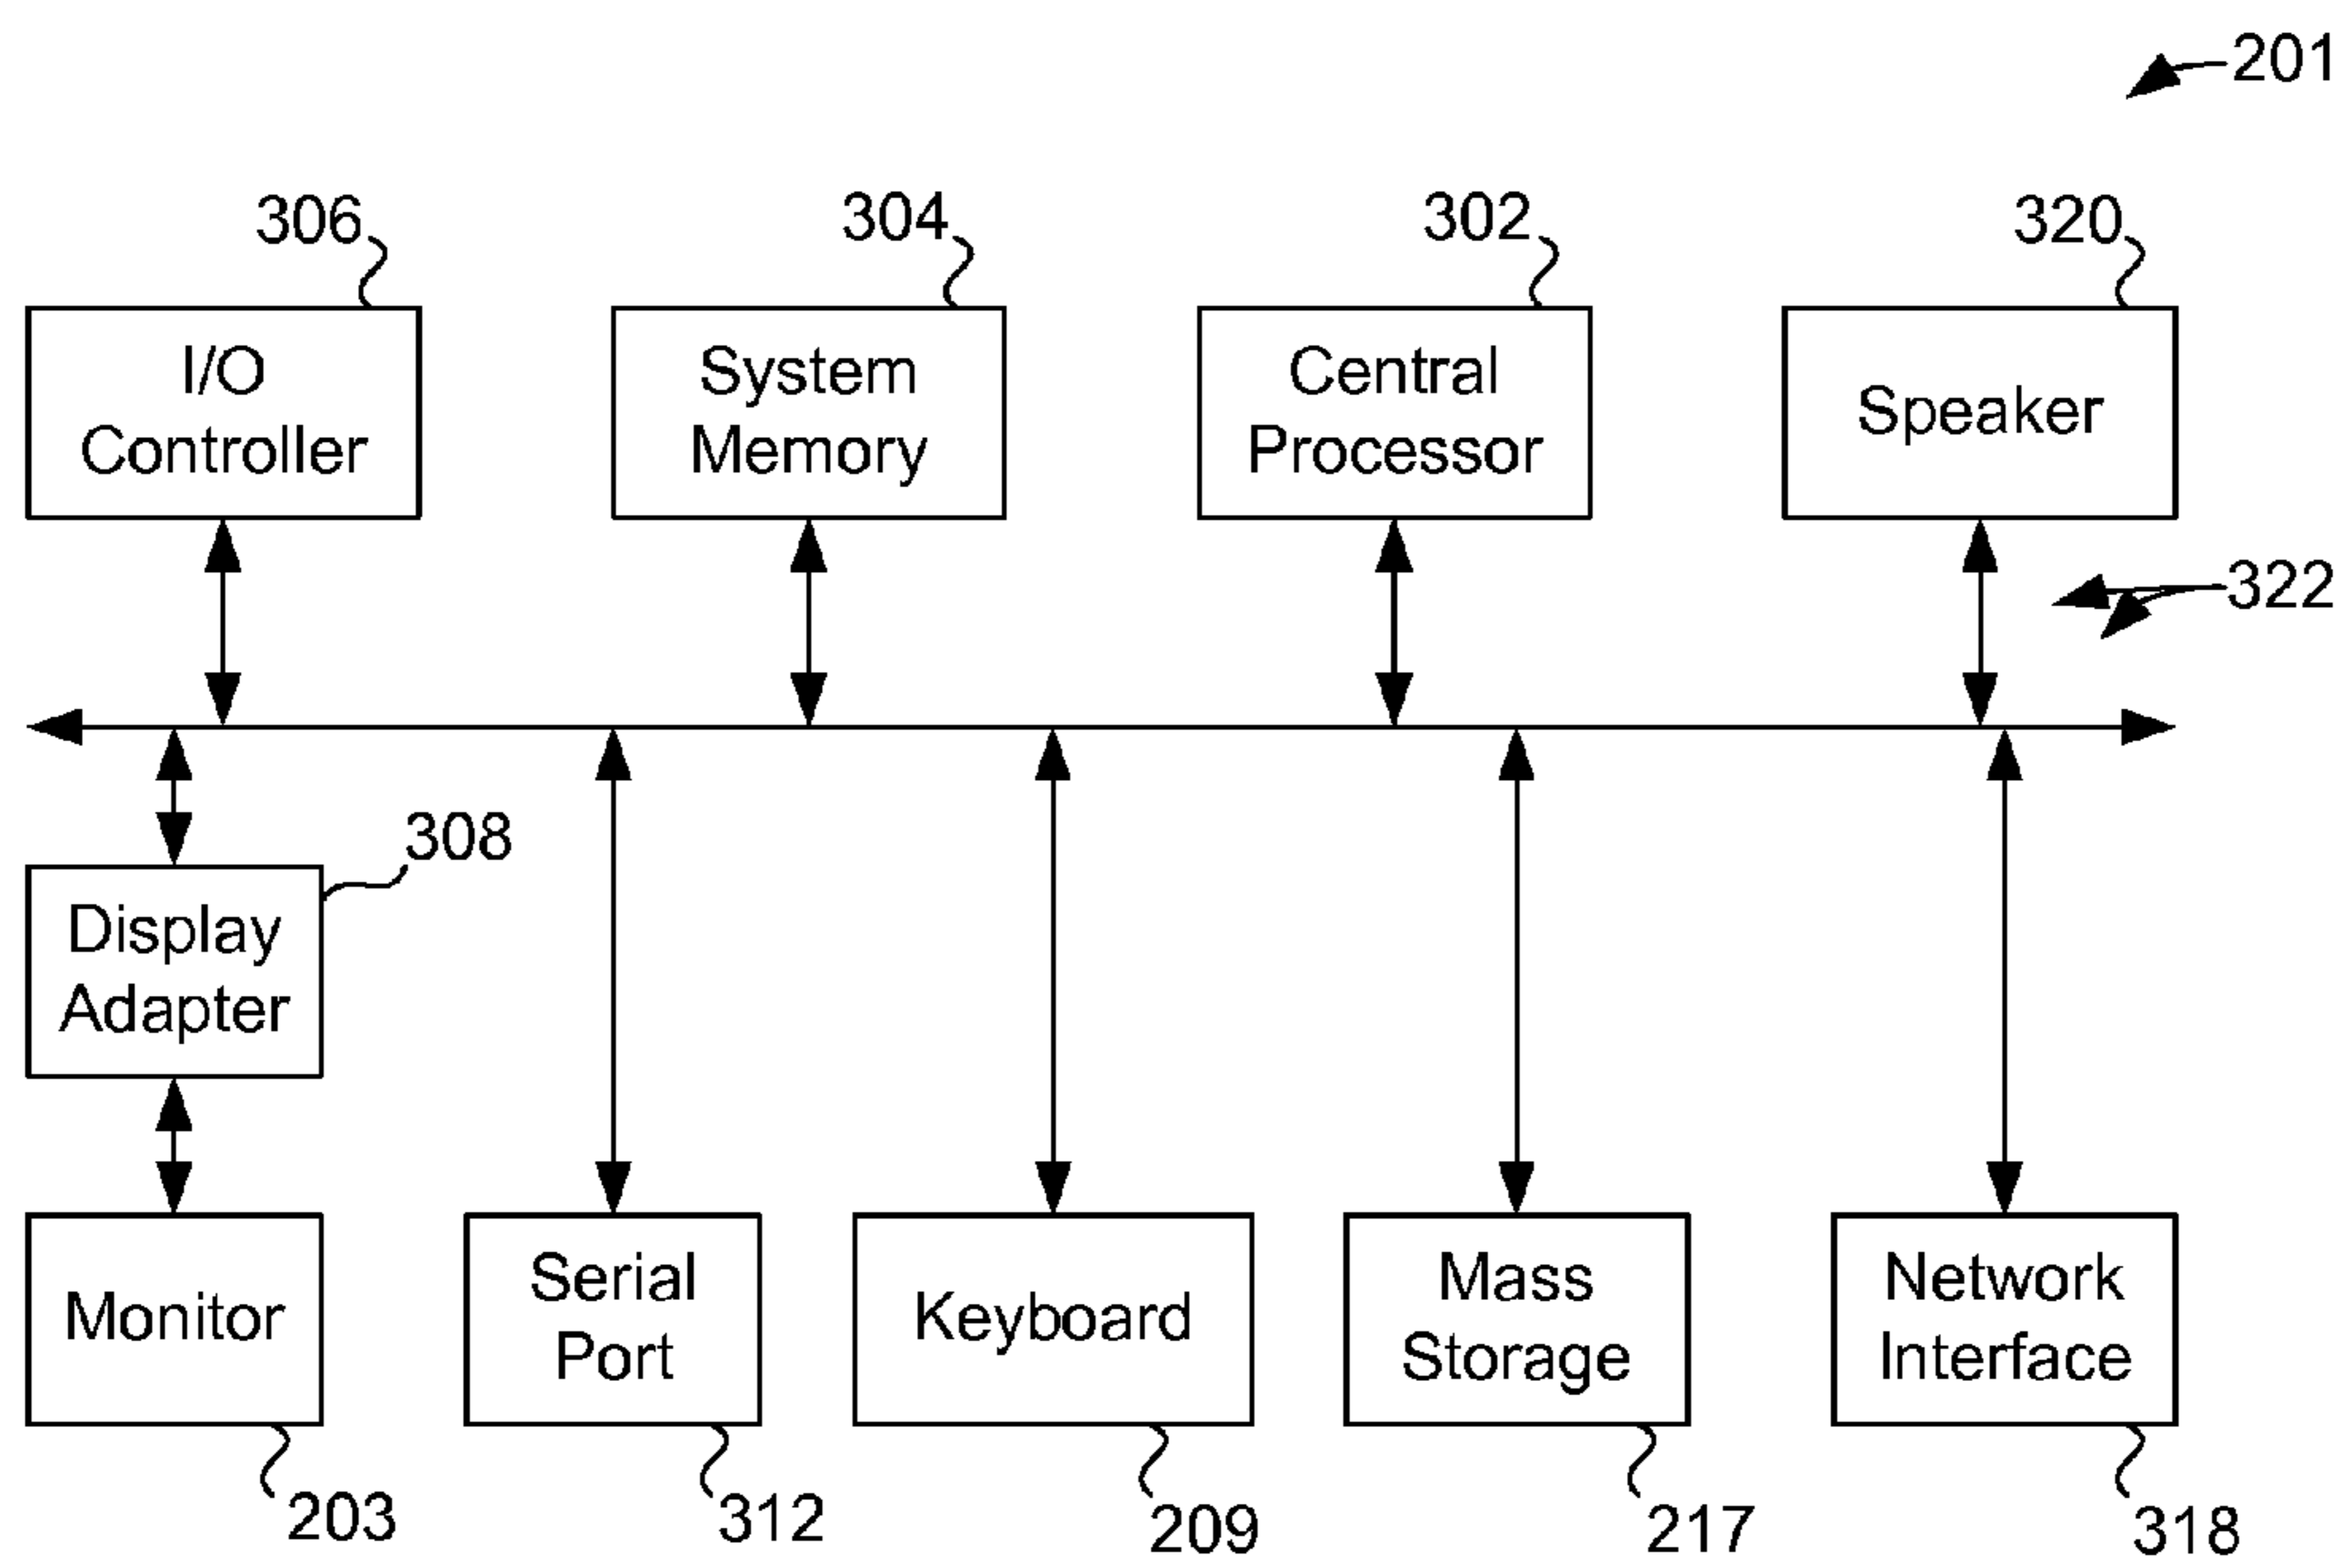 201
306
304
302
320
I/O
Controller
System
Memory
Central
Processor
Speaker
322
308
Display
Adapter
Monitor
Serial
Port
Keyboard
Mass
Storage
Network
Interface
203
312
209
217
318